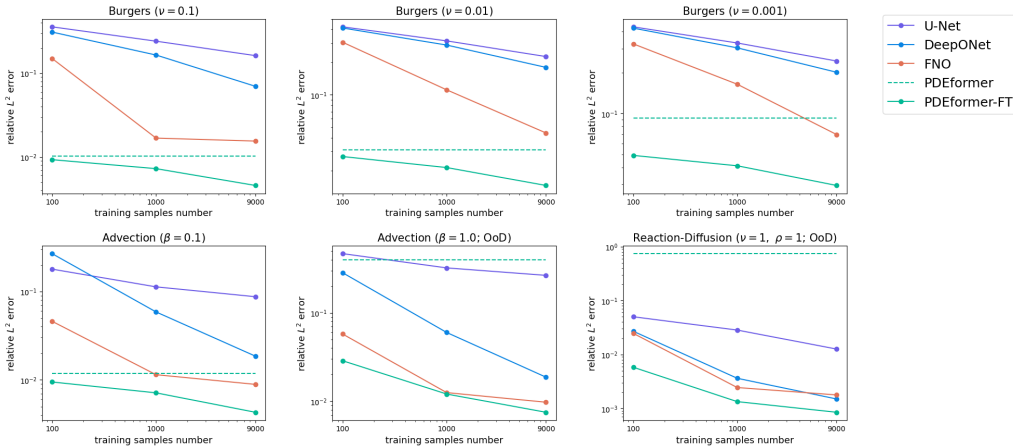 Burgers (ν = 0.1)
relative L² error
10⁻¹
10⁻²
100
1000
9000
training samples number
Burgers (ν = 0.01)
relative L² error
10⁻¹
100
1000
9000
training samples number
Burgers (ν = 0.001)
relative L² error
10⁻¹
100
1000
9000
training samples number
U-Net
DeepONet
FNO
PDEformer
PDEformer-FT
Advection (β = 0.1)
relative L² error
10⁻¹
10⁻²
100
1000
9000
training samples number
Advection (β = 1.0; OoD)
relative L² error
10⁻¹
10⁻²
100
1000
9000
training samples number
Reaction-Diffusion (ν = 1, ρ = 1; OoD)
relative L² error
10⁰
10⁻¹
10⁻²
10⁻³
100
1000
9000
training samples number